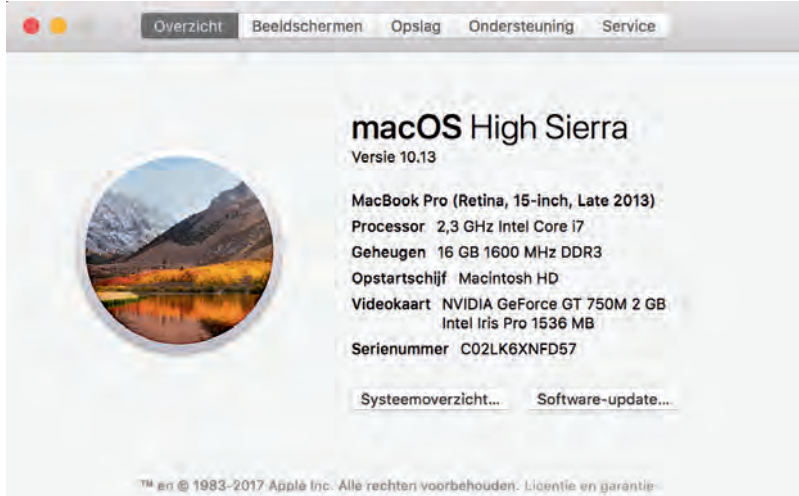 Overzicht Beeldschermen Opslag Ondersteuning Service
macOS High Sierra
Versie 10.13
MacBook Pro (Retina, 15-inch, Late 2013)
Processor 2,3 GHz Intel Core i7
Geheugen 16 GB 1600 MHz DDR3
Opstartschijf Macintosh HD
Videokaart NVIDIA GeForce GT 750M 2 GB
Intel Iris Pro 1536 MB
Serienummer C02LK6XNFD57
Systeemoverzicht... Software-update...
™ en © 1983-2017 Apple Inc. Alle rechten voorbehouden. Licentie en garantie